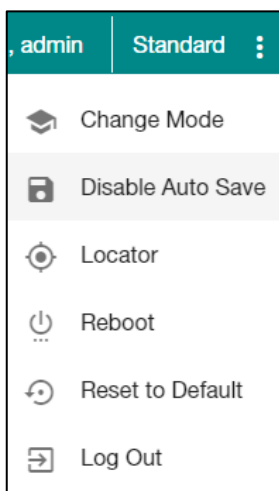 , admin Standard
Change Mode
Disable Auto Save
Locator
Reboot
Reset to Default
Log Out